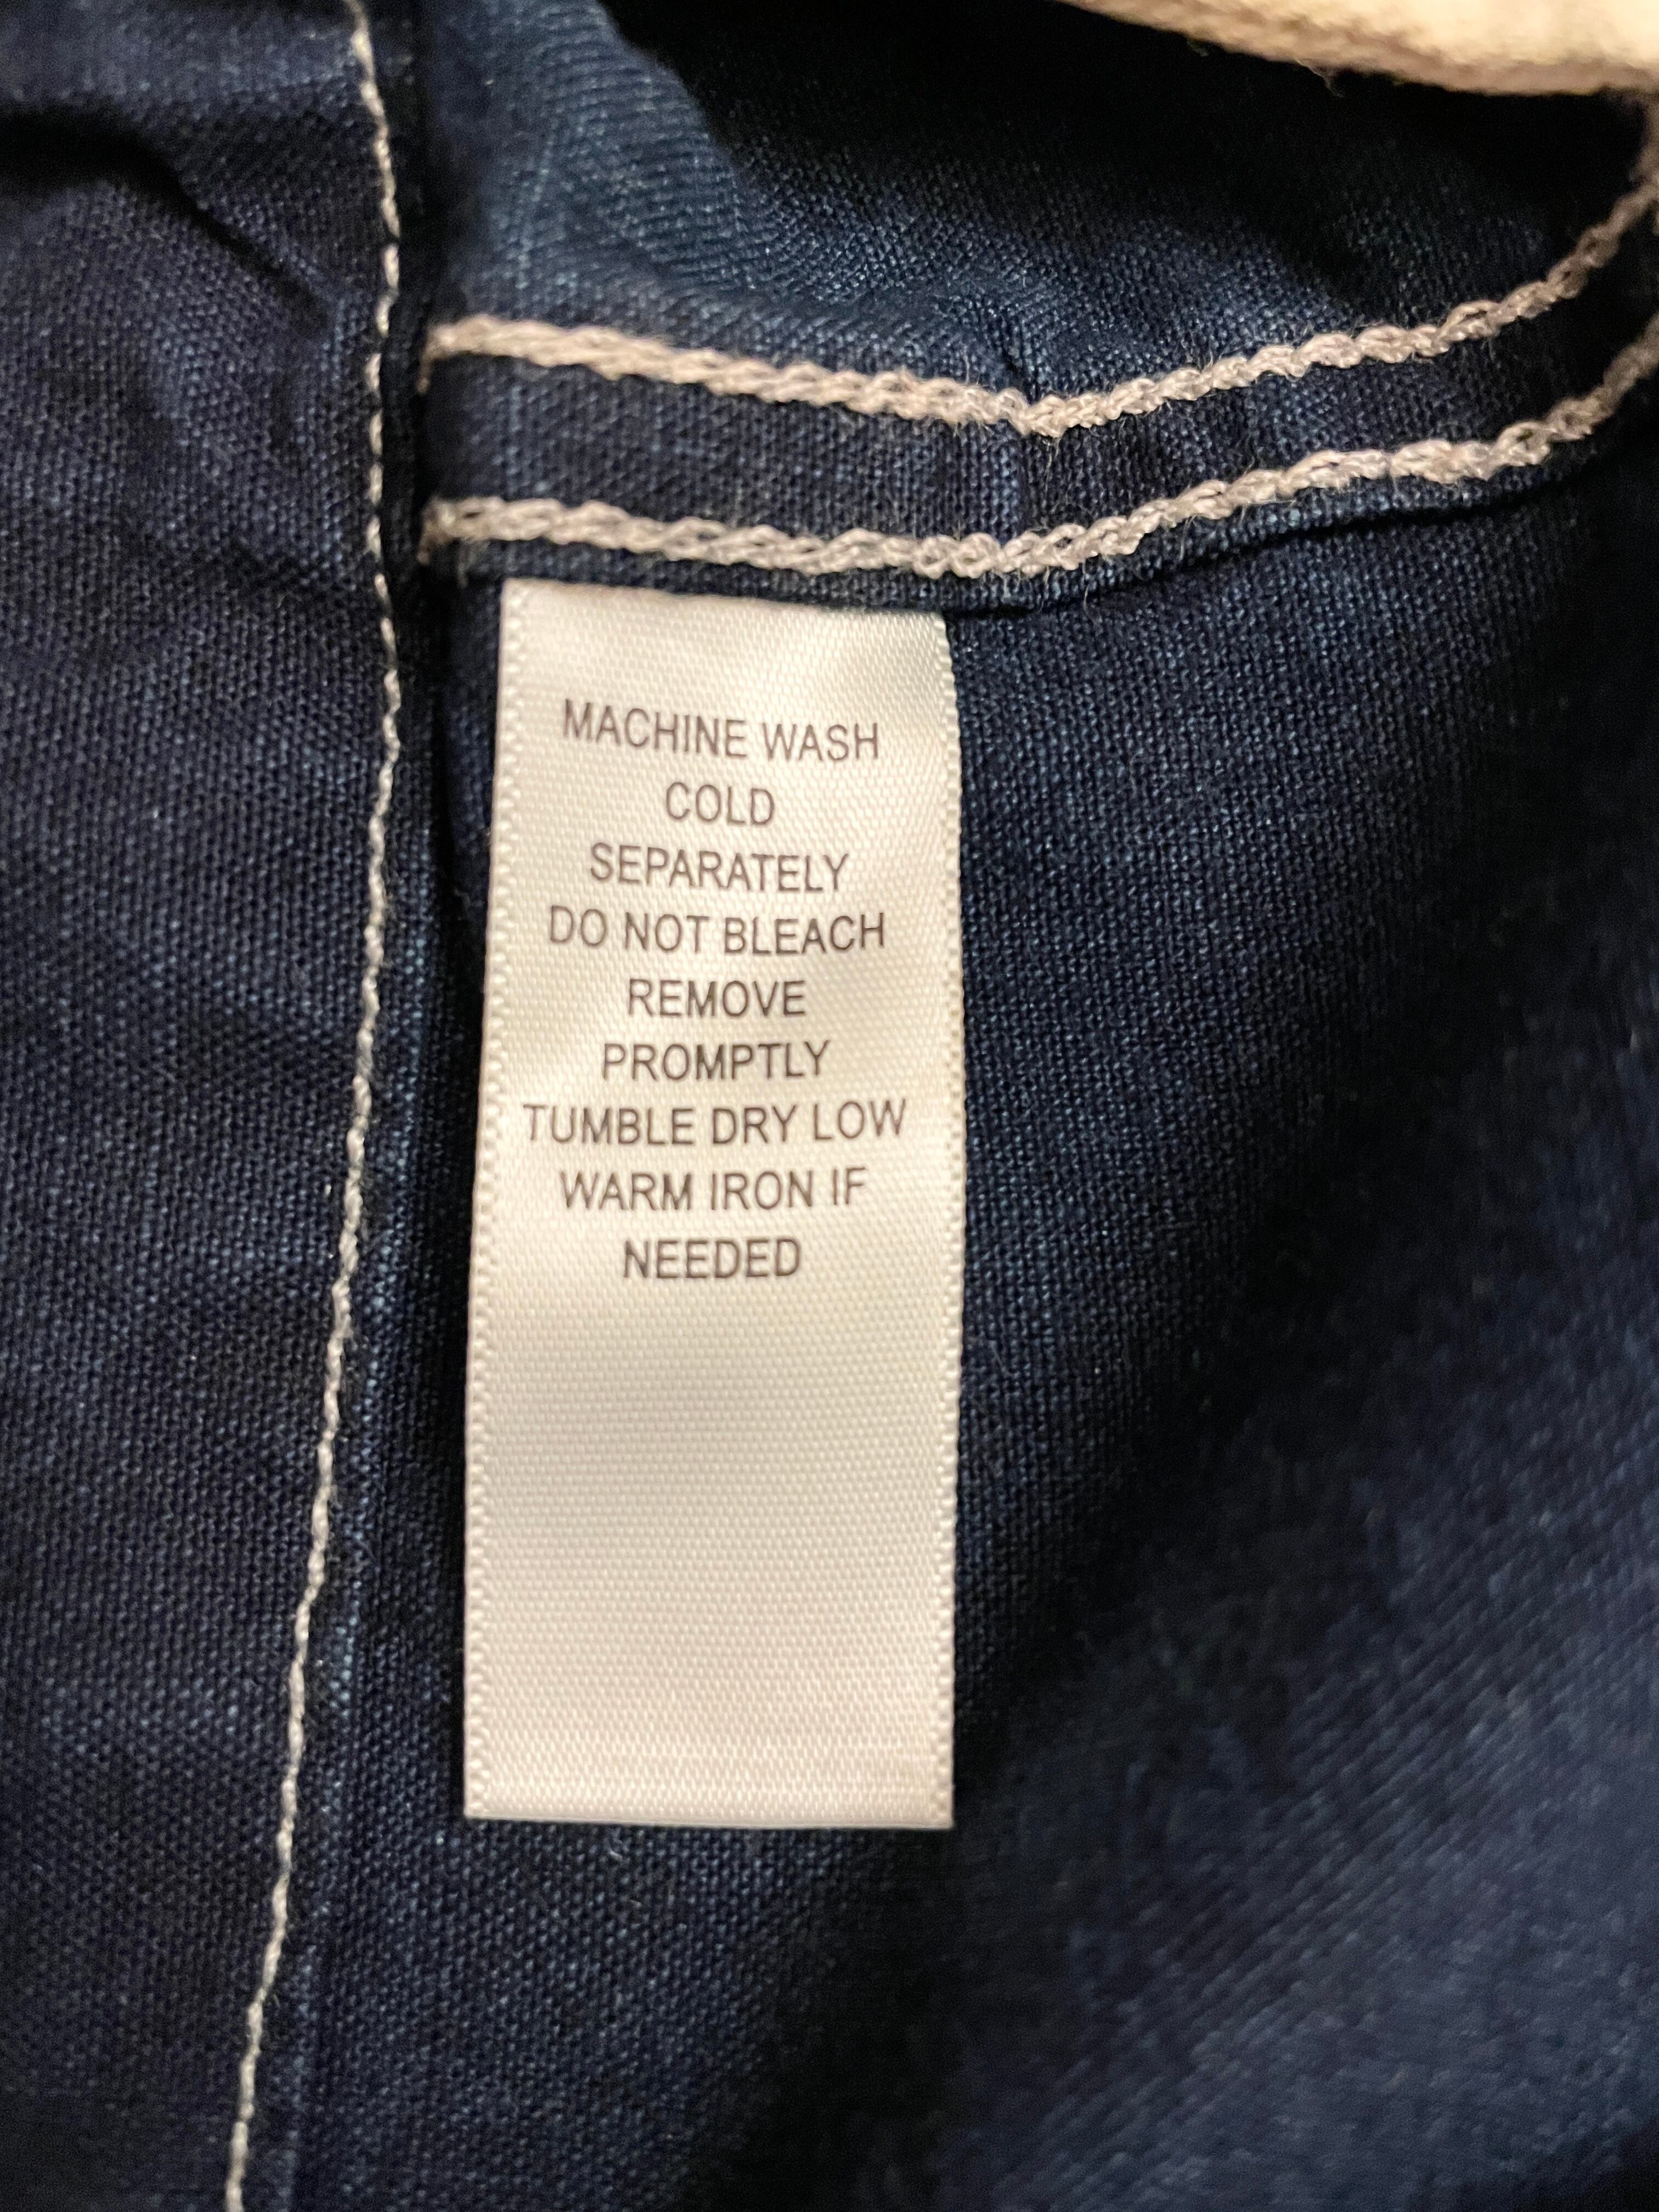 MACHINE WASH
COLD
SEPARATELY
DO NOT BLEACH
REMOVE
PROMPTLY
TUMBLE DRY LOW
WARM IRON IF
NEEDED